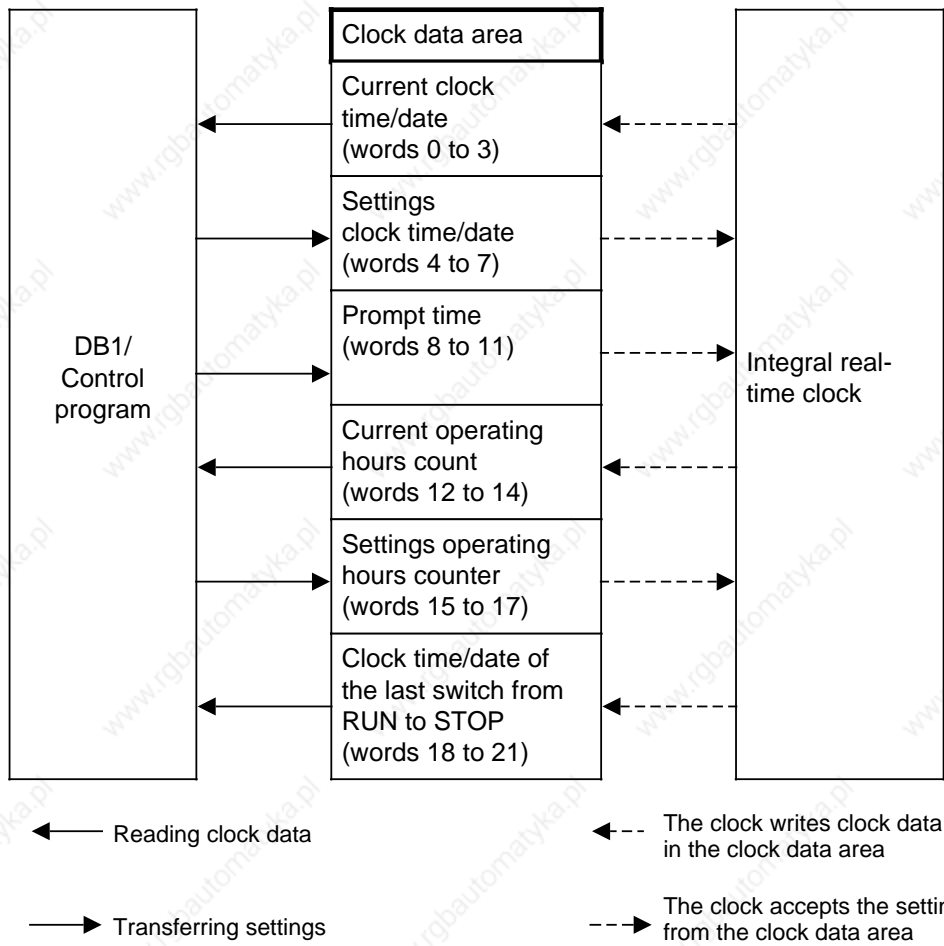 Clock data area
Current clock
time/date
(words 0 to 3)
Settings
clock time/date
(words 4 to 7)
Prompt time
(words 8 to 11)
DB1/
Control
program
Integral real-
time clock
Current operating
hours count
(words 12 to 14)
Settings operating
hours counter
(words 15 to 17)
Clock time/date of
the last switch from
RUN to STOP
(words 18 to 21)
Reading clock data
The clock writes clock data
in the clock data area
Transferring settings
The clock accepts the settin
from the clock data area
www.rgbautomatyka.pl